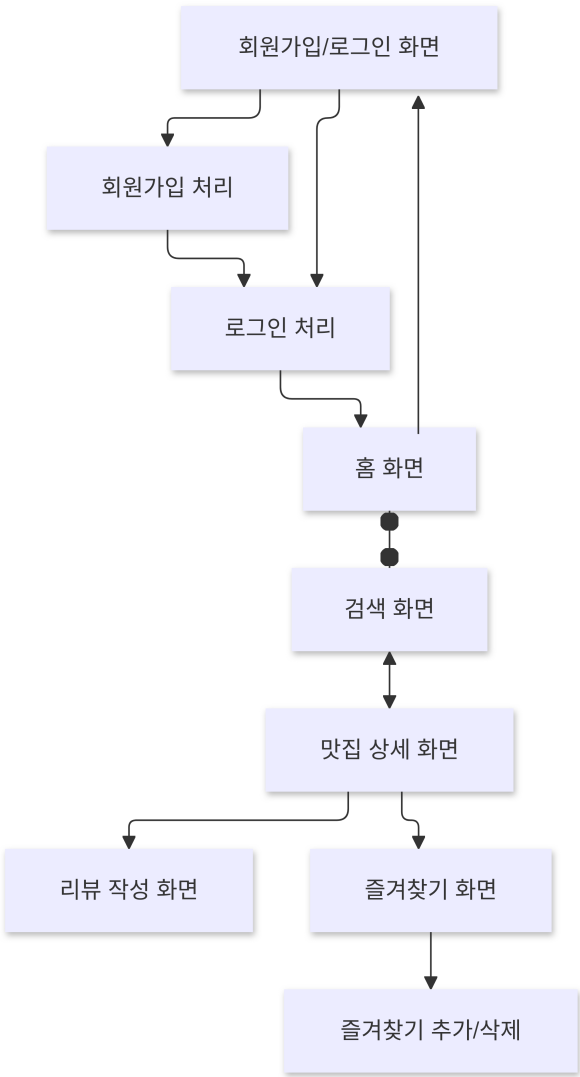 회원가입/로그인 화면
회원가입 처리
로그인 처리
홈 화면
검색 화면
맛집 상세 화면
리뷰 작성 화면
즐겨찾기 화면
즐겨찾기 추가/삭제